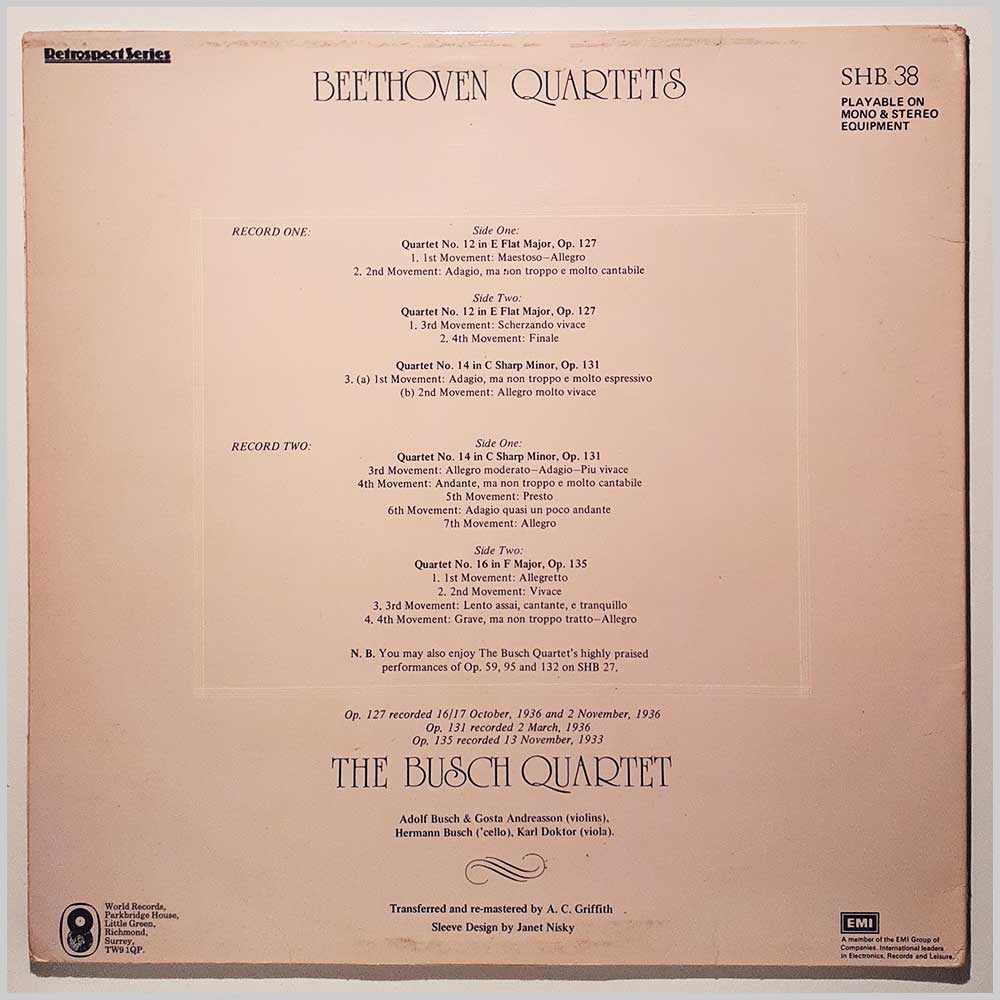 Retrospect Series
BEETHOVEN QUARTETS
SHB 38
PLAYABLE ON
MONO & STEREO
EQUIPMENT
RECORD ONE:
Side One:
Quartet No. 12 in E Flat Major, Op. 127
1. 1st Movement: Maestoso–Allegro
2. 2nd Movement: Adagio, ma non troppo e molto cantabile
Side Two:
Quartet No. 12 in E Flat Major, Op. 127
1. 3rd Movement: Scherzando vivace
2. 4th Movement: Finale
Quartet No. 14 in C Sharp Minor, Op. 131
3. (a) 1st Movement: Adagio, ma non troppo e molto espressivo
(b) 2nd Movement: Allegro molto vivace
RECORD TWO:
Side One:
Quartet No. 14 in C Sharp Minor, Op. 131
3rd Movement: Allegro moderato–Adagio–Piu vivace
4th Movement: Andante, ma non troppo e molto cantabile
5th Movement: Presto
6th Movement: Adagio quasi un poco andante
7th Movement: Allegro
Side Two:
Quartet No. 16 in F Major, Op. 135
1. 1st Movement: Allegretto
2. 2nd Movement: Vivace
3. 3rd Movement: Lento assai, cantante, e tranquillo
4. 4th Movement: Grave, ma non troppo tratto–Allegro
N. B. You may also enjoy The Busch Quartet's highly praised
performances of Op. 59, 95 and 132 on SHB 27.
Op. 127 recorded 16/17 October, 1936 and 2 November, 1936
Op. 131 recorded 2 March, 1936
Op. 135 recorded 13 November, 1933
THE BUSCH QUARTET
Adolf Busch & Gosta Andreasson (violins),
Hermann Busch ('cello), Karl Doktor (viola).
Transferred and re-mastered by A. C. Griffith
Sleeve Design by Janet Nisky
World Records,
Parkbridge House,
Little Green,
Richmond,
Surrey,
TW9 1QP.
EMI
A member of the EMI Group of
Companies. International leaders
in Electronics, Records and Leisure.